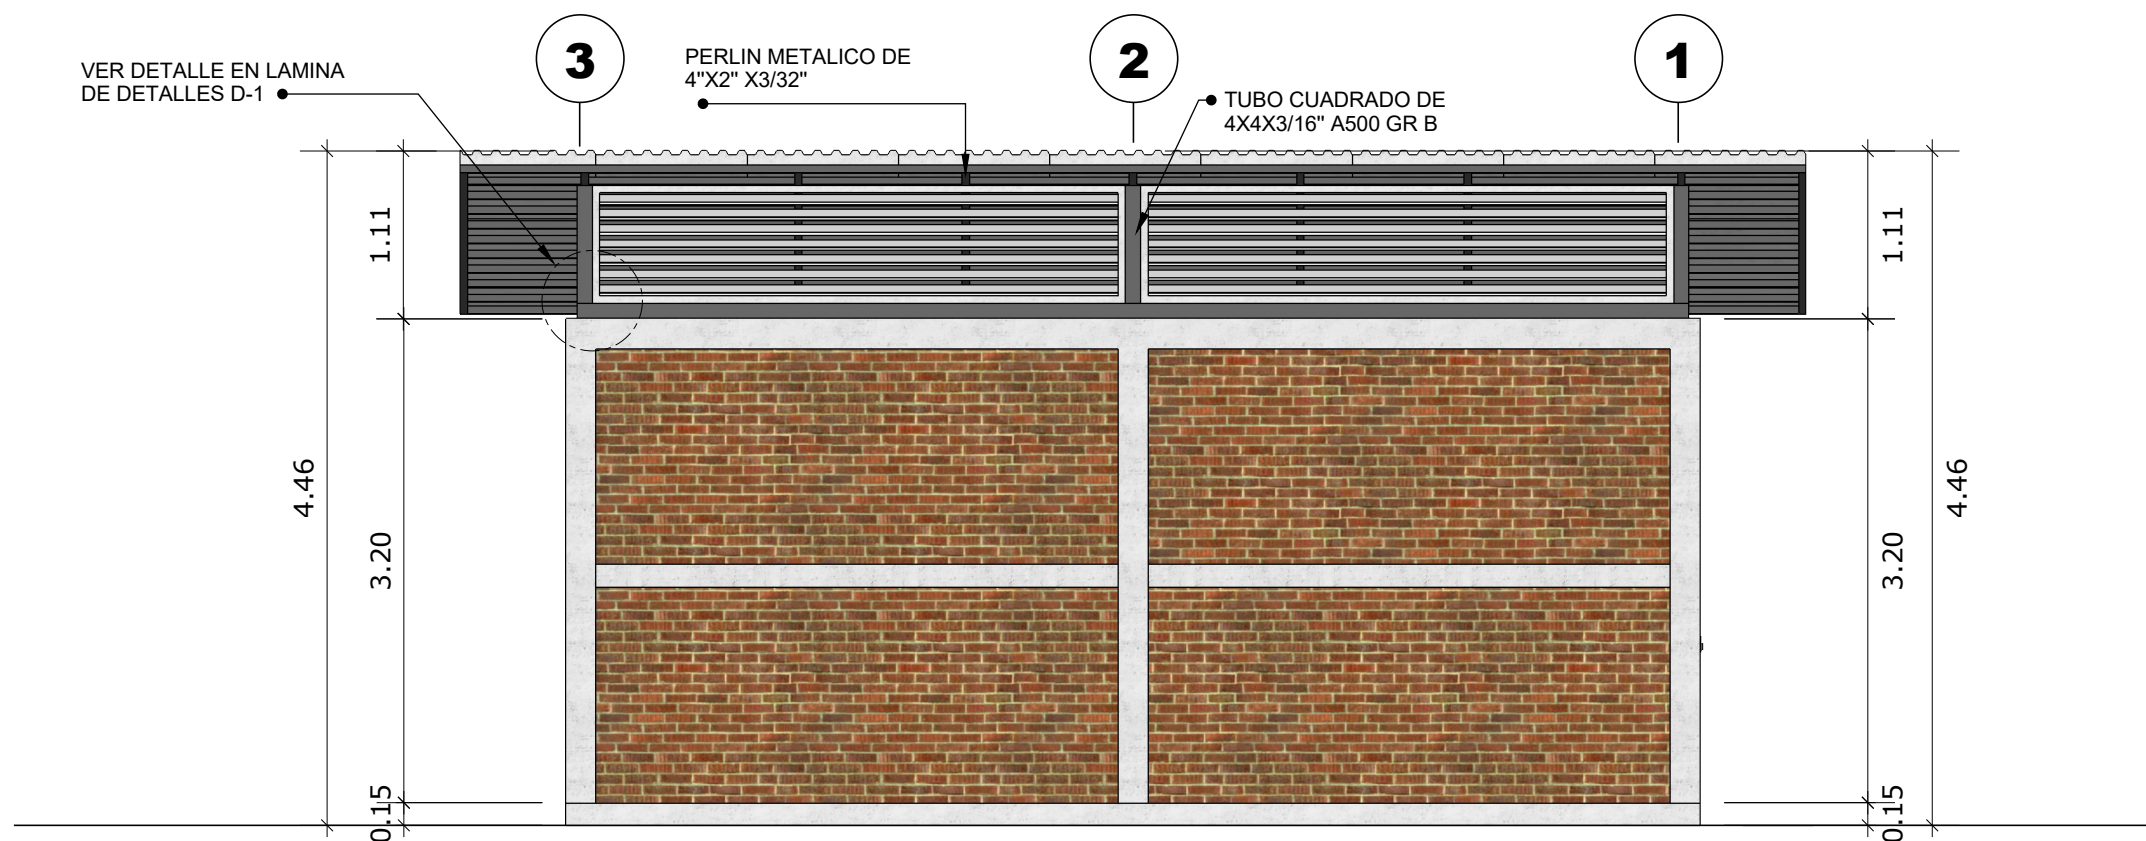 3
2
1
VER DETALLE EN LAMINA
DE DETALLES D-1
PERLIN METALICO DE
4"X2" X3/32"
TUBO CUADRADO DE
4X4X3/16" A500 GR B
1.11
1.11
4.46
4.46
3.20
3.20
0.15
0.15